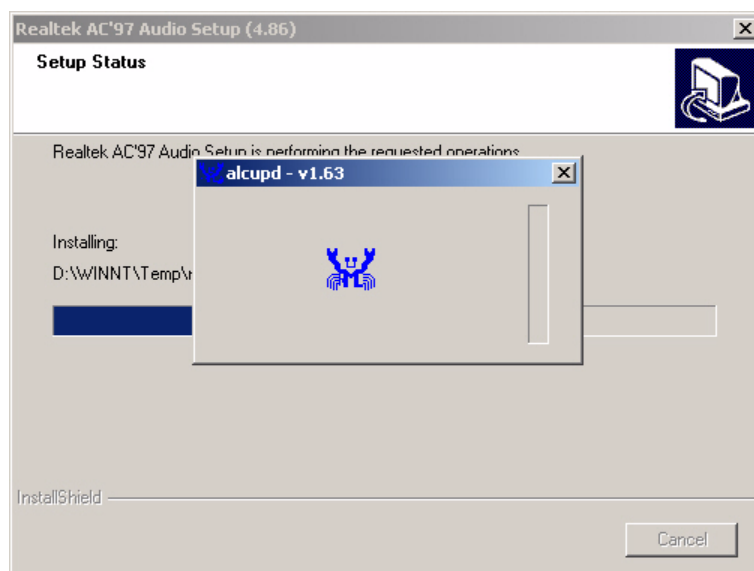 Realtek AC'97 Audio Setup (4.86)
Setup Status
Realtek AC'97 Audio Setup is performing the requested operations
alcupd - v1.63
Installing:
D:\WINNT\Temp\
InstallShield
Cancel